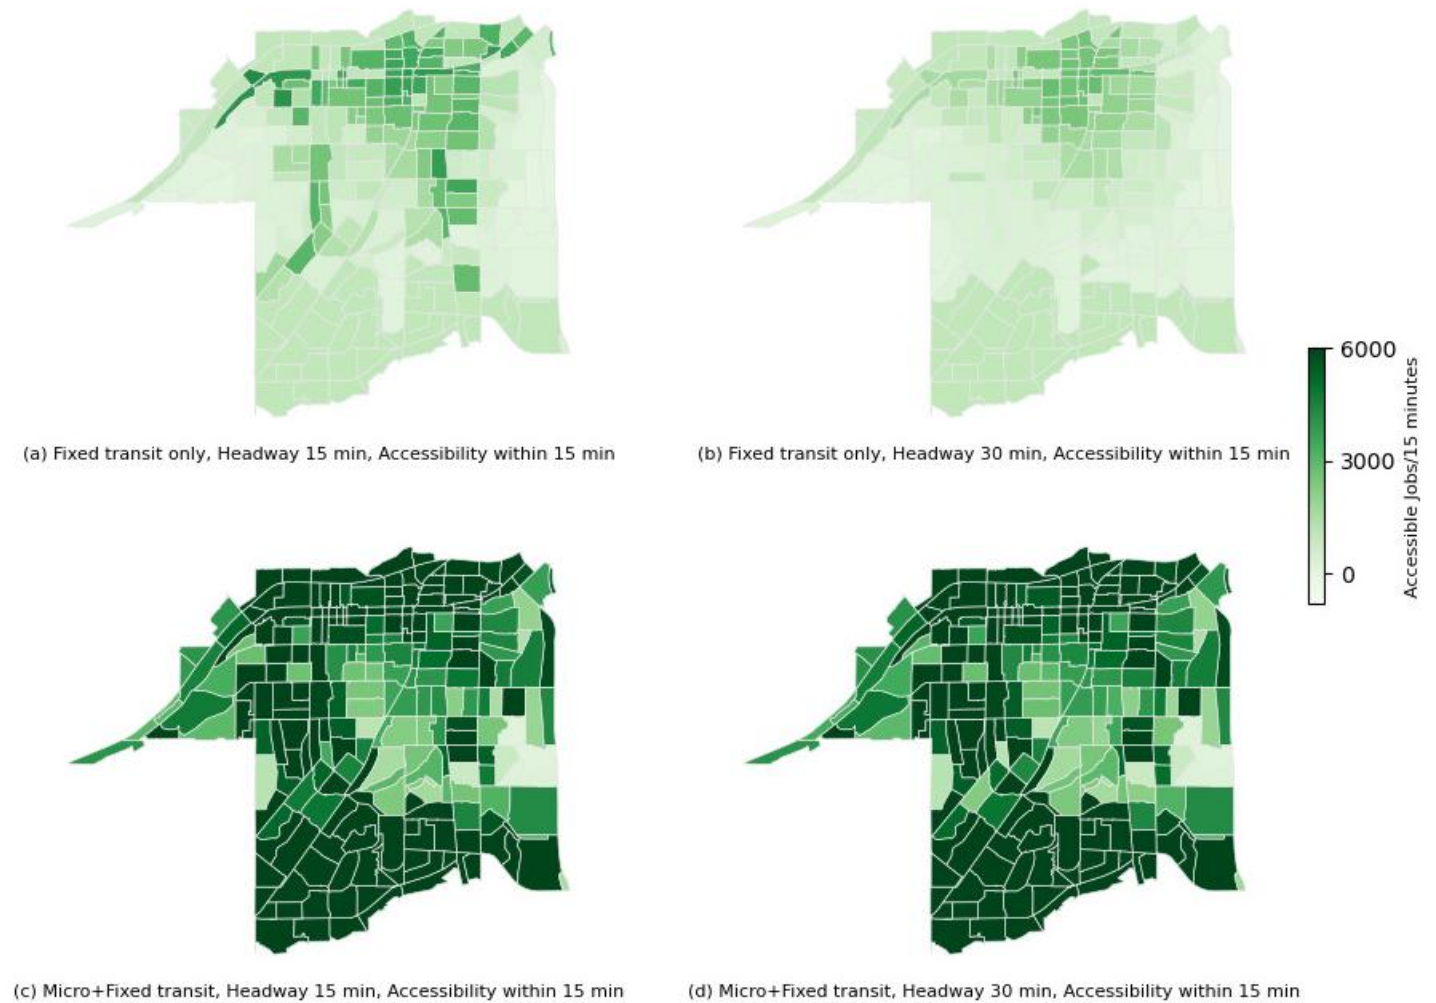 (a) Fixed transit only, Headway 15 min, Accessibility within 15 min
(b) Fixed transit only, Headway 30 min, Accessibility within 15 min
6000
3000
0
Accessible Jobs/15 minutes
(c) Micro+Fixed transit, Headway 15 min, Accessibility within 15 min
(d) Micro+Fixed transit, Headway 30 min, Accessibility within 15 min